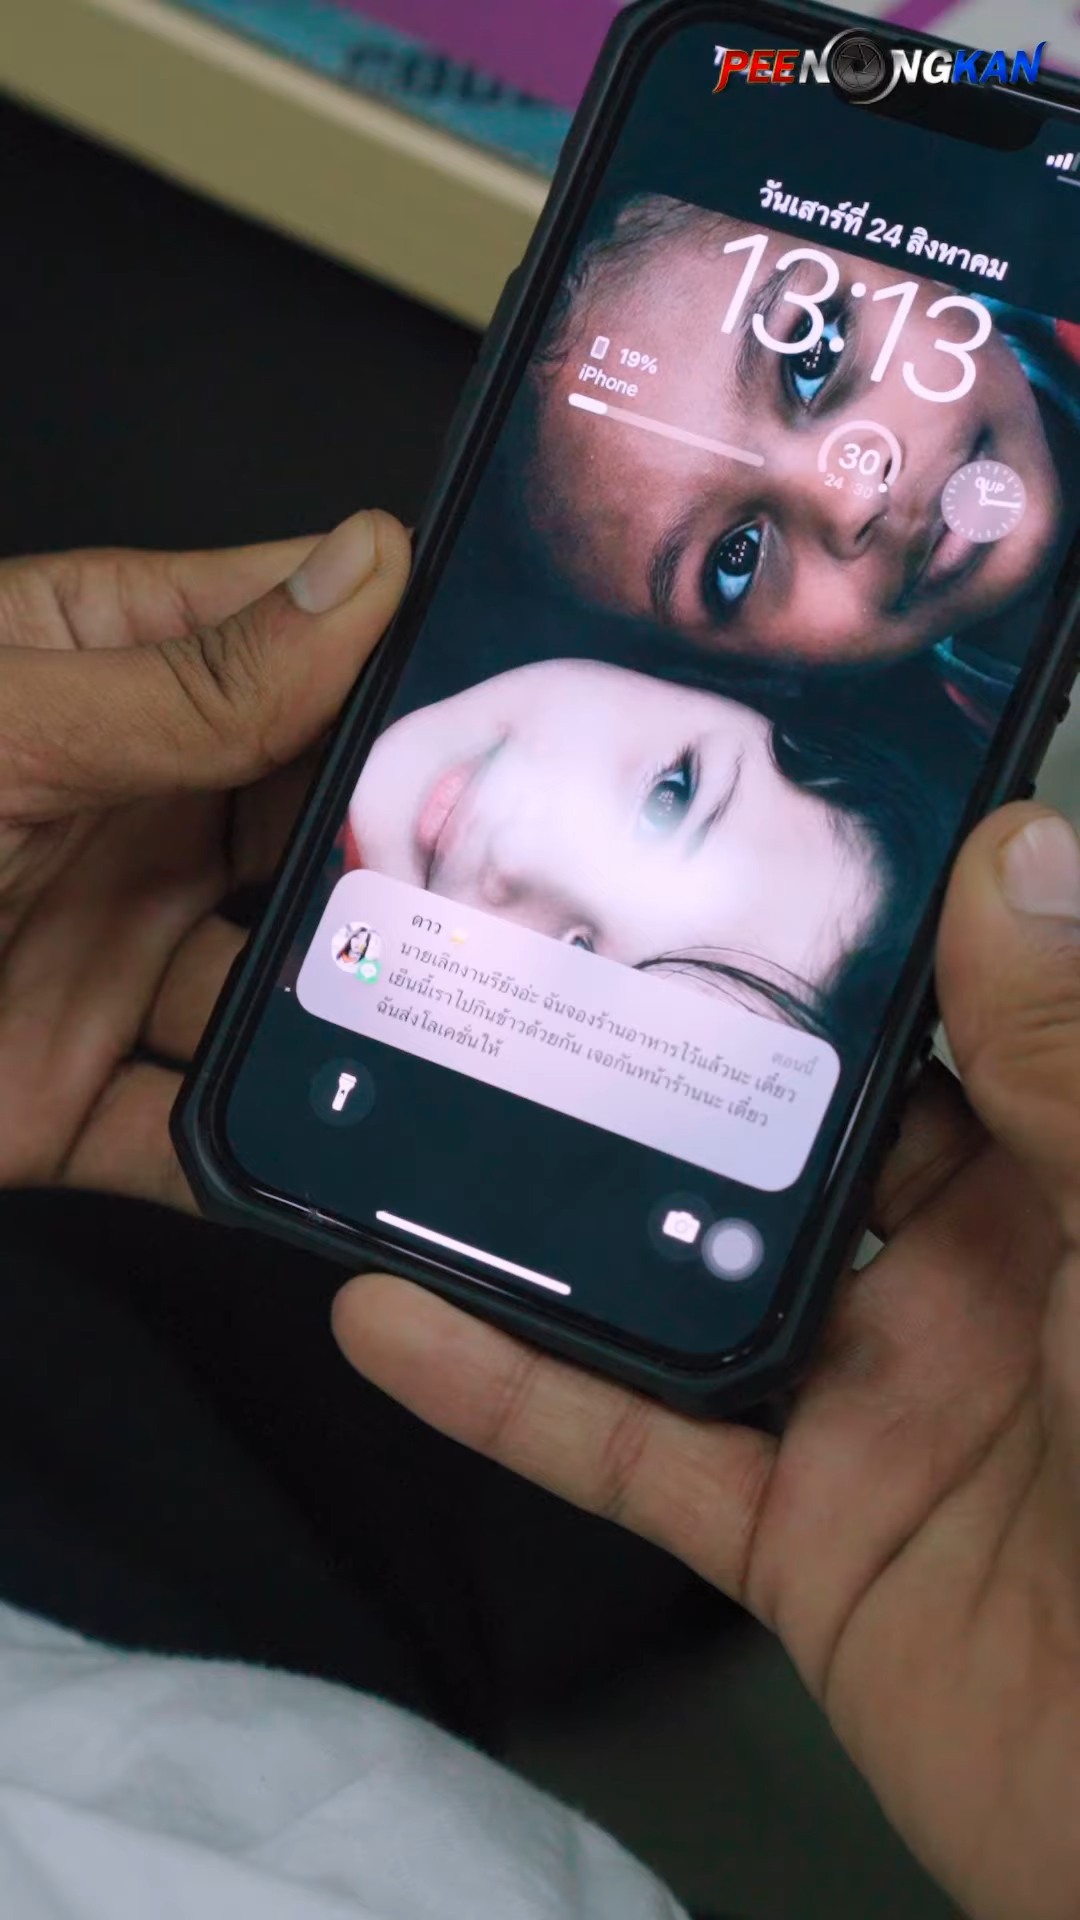 PEENONGKAN
วันเสาร์ที่ 24 สิงหาคม
13:13
19%
iPhone
30
24 30
CUP
ดาว
ตอนนี้
นายเลิกงานรึยังอ่ะ ฉันจองร้านอาหารไว้แล้วนะ เดี๋ยว
เย็นนี้เราไปกินข้าวด้วยกัน เจอกันหน้าร้านนะ เดี๋ยว
ฉันส่งโลเคชั่นให้